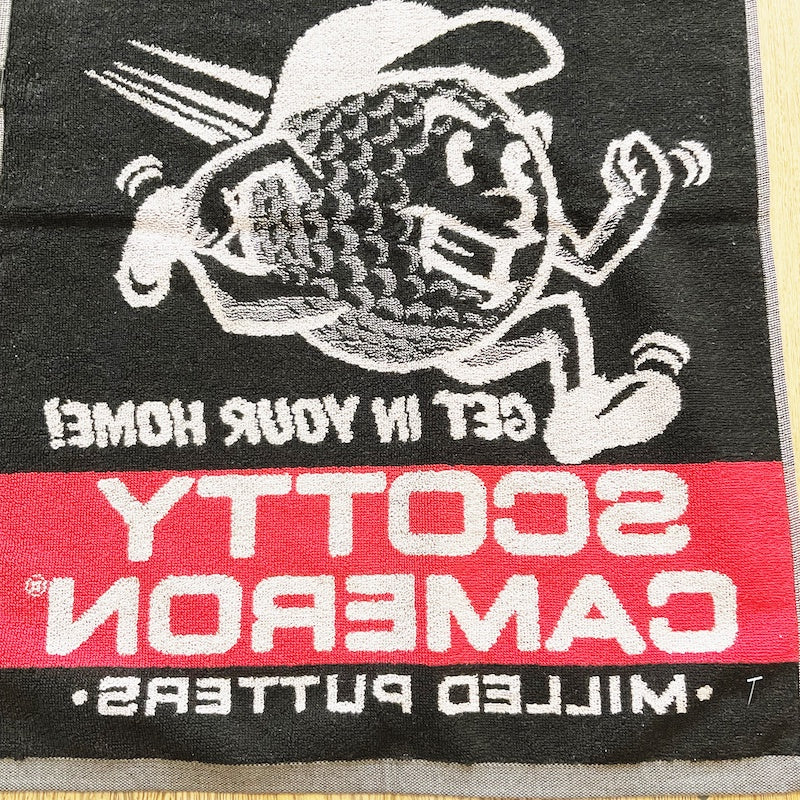 GET IN YOUR HOME!
SCOTTY
CAMERON®
•MILLED PUTTERS•